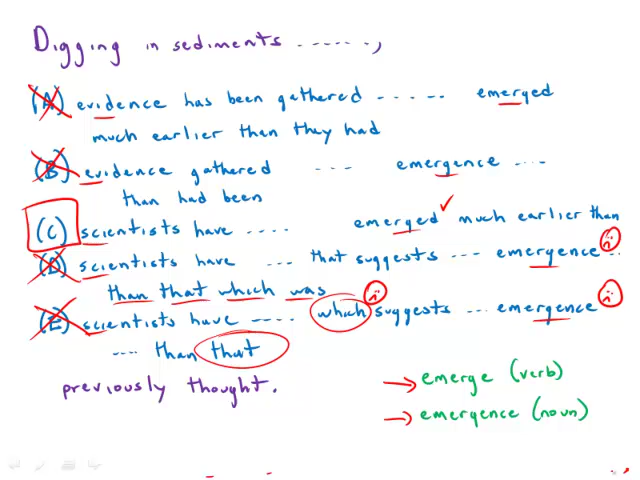 Digging in sediments .......,
(A) evidence has been gathered ...... emerged
much earlier than they had
(B) evidence gathered ... emergence ....
than had been
(C) scientists have .... emerged much earlier than
(D) scientists have ... that suggests ... emergence ..
than that which was
(E) scientists have ..... which suggests ... emergence
.... than that
previously thought.
→ emerge (verb)
→ emergence (noun)